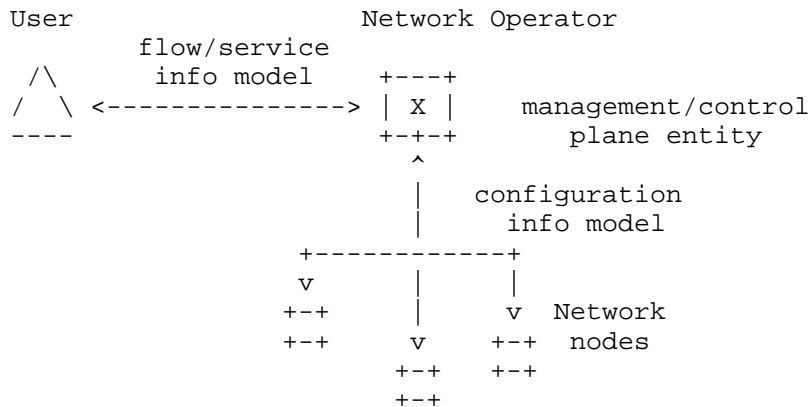 User Network Operator
flow/service
info model
X management/control
plane entity
configuration
info model
v
v Network
v nodes